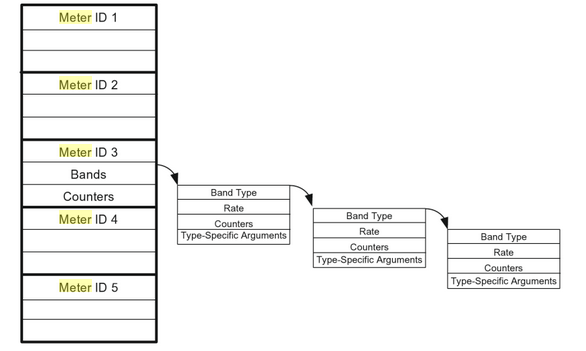 Meter ID 1
Meter ID 2
Meter ID 3
Bands
Counters
Meter ID 4
Meter ID 5
Band Type
Rate
Counters
Type-Specific Arguments
Band Type
Rate
Counters
Type-Specific Arguments
Band Type
Rate
Counters
Type-Specific Arguments